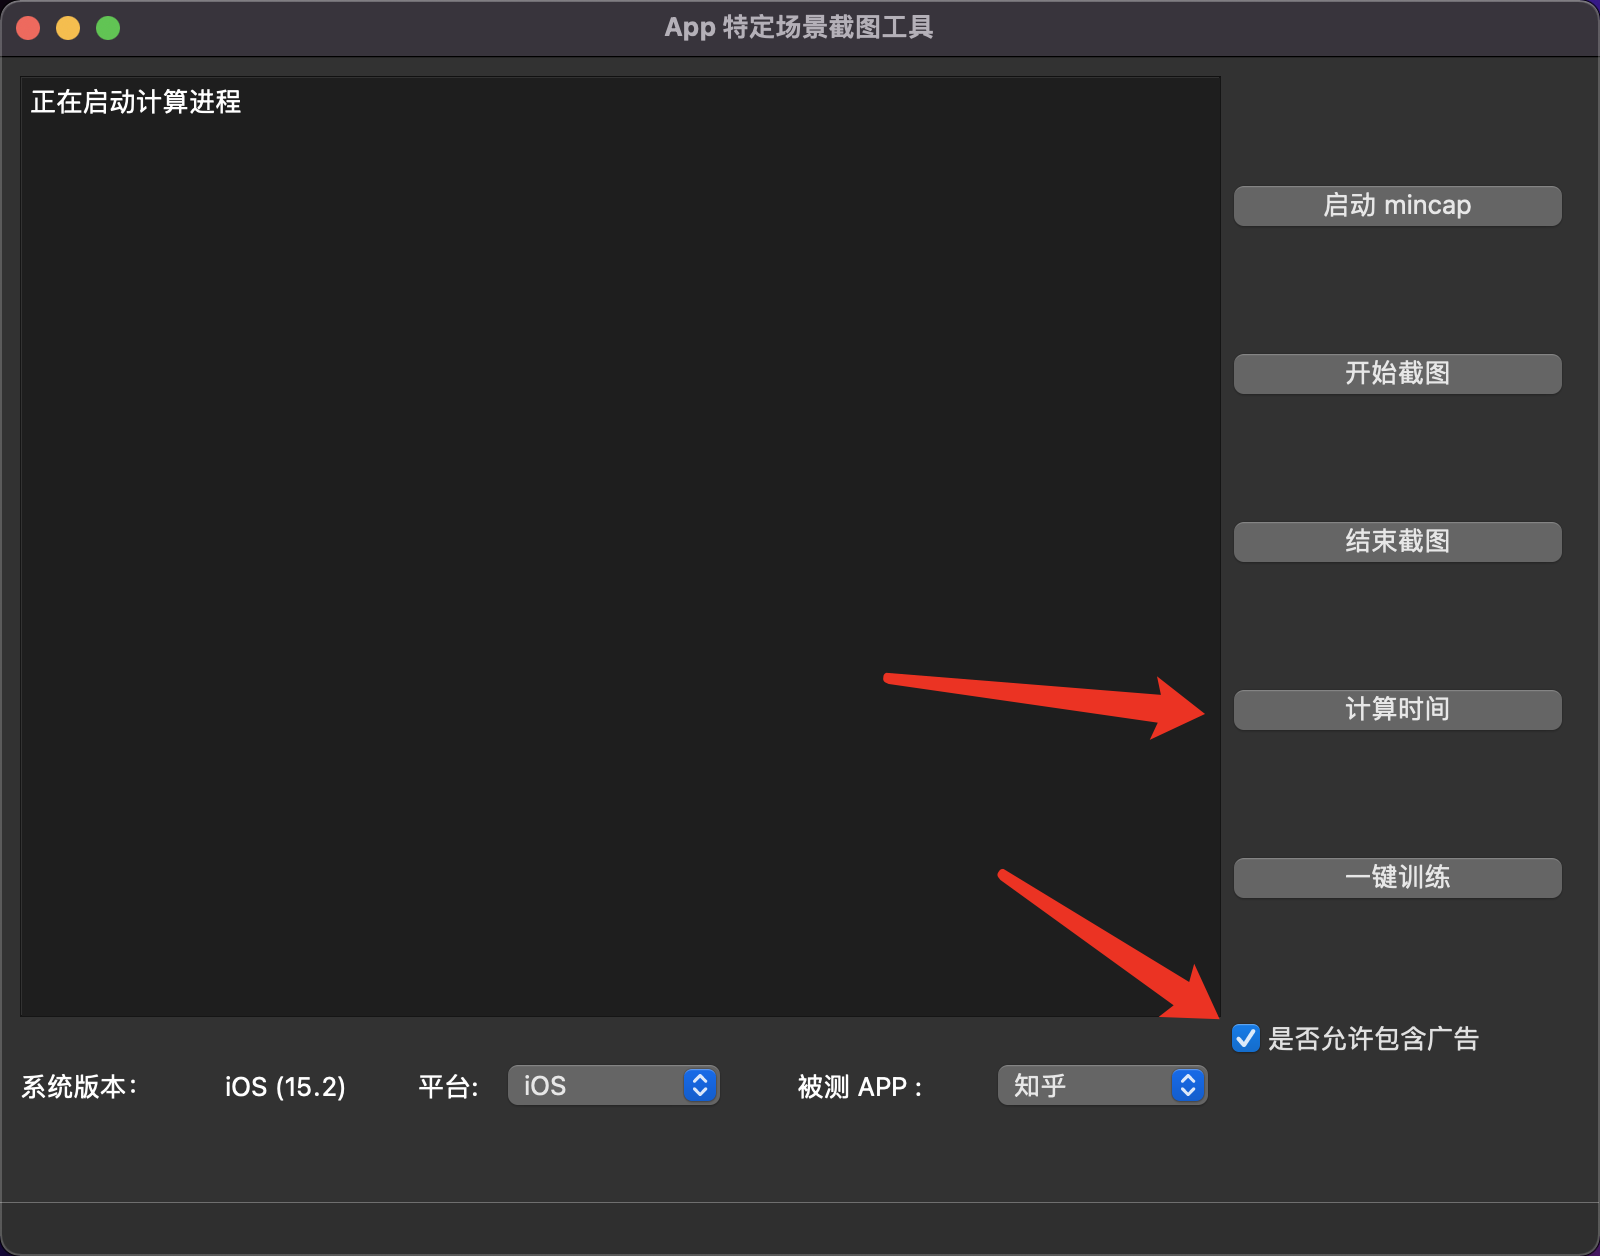 App 特定场景截图工具
正在启动计算进程
启动 mincap
开始截图
结束截图
计算时间
一键训练
是否允许包含广告
系统版本: iOS (15.2) 平台: iOS 被测 APP : 知乎